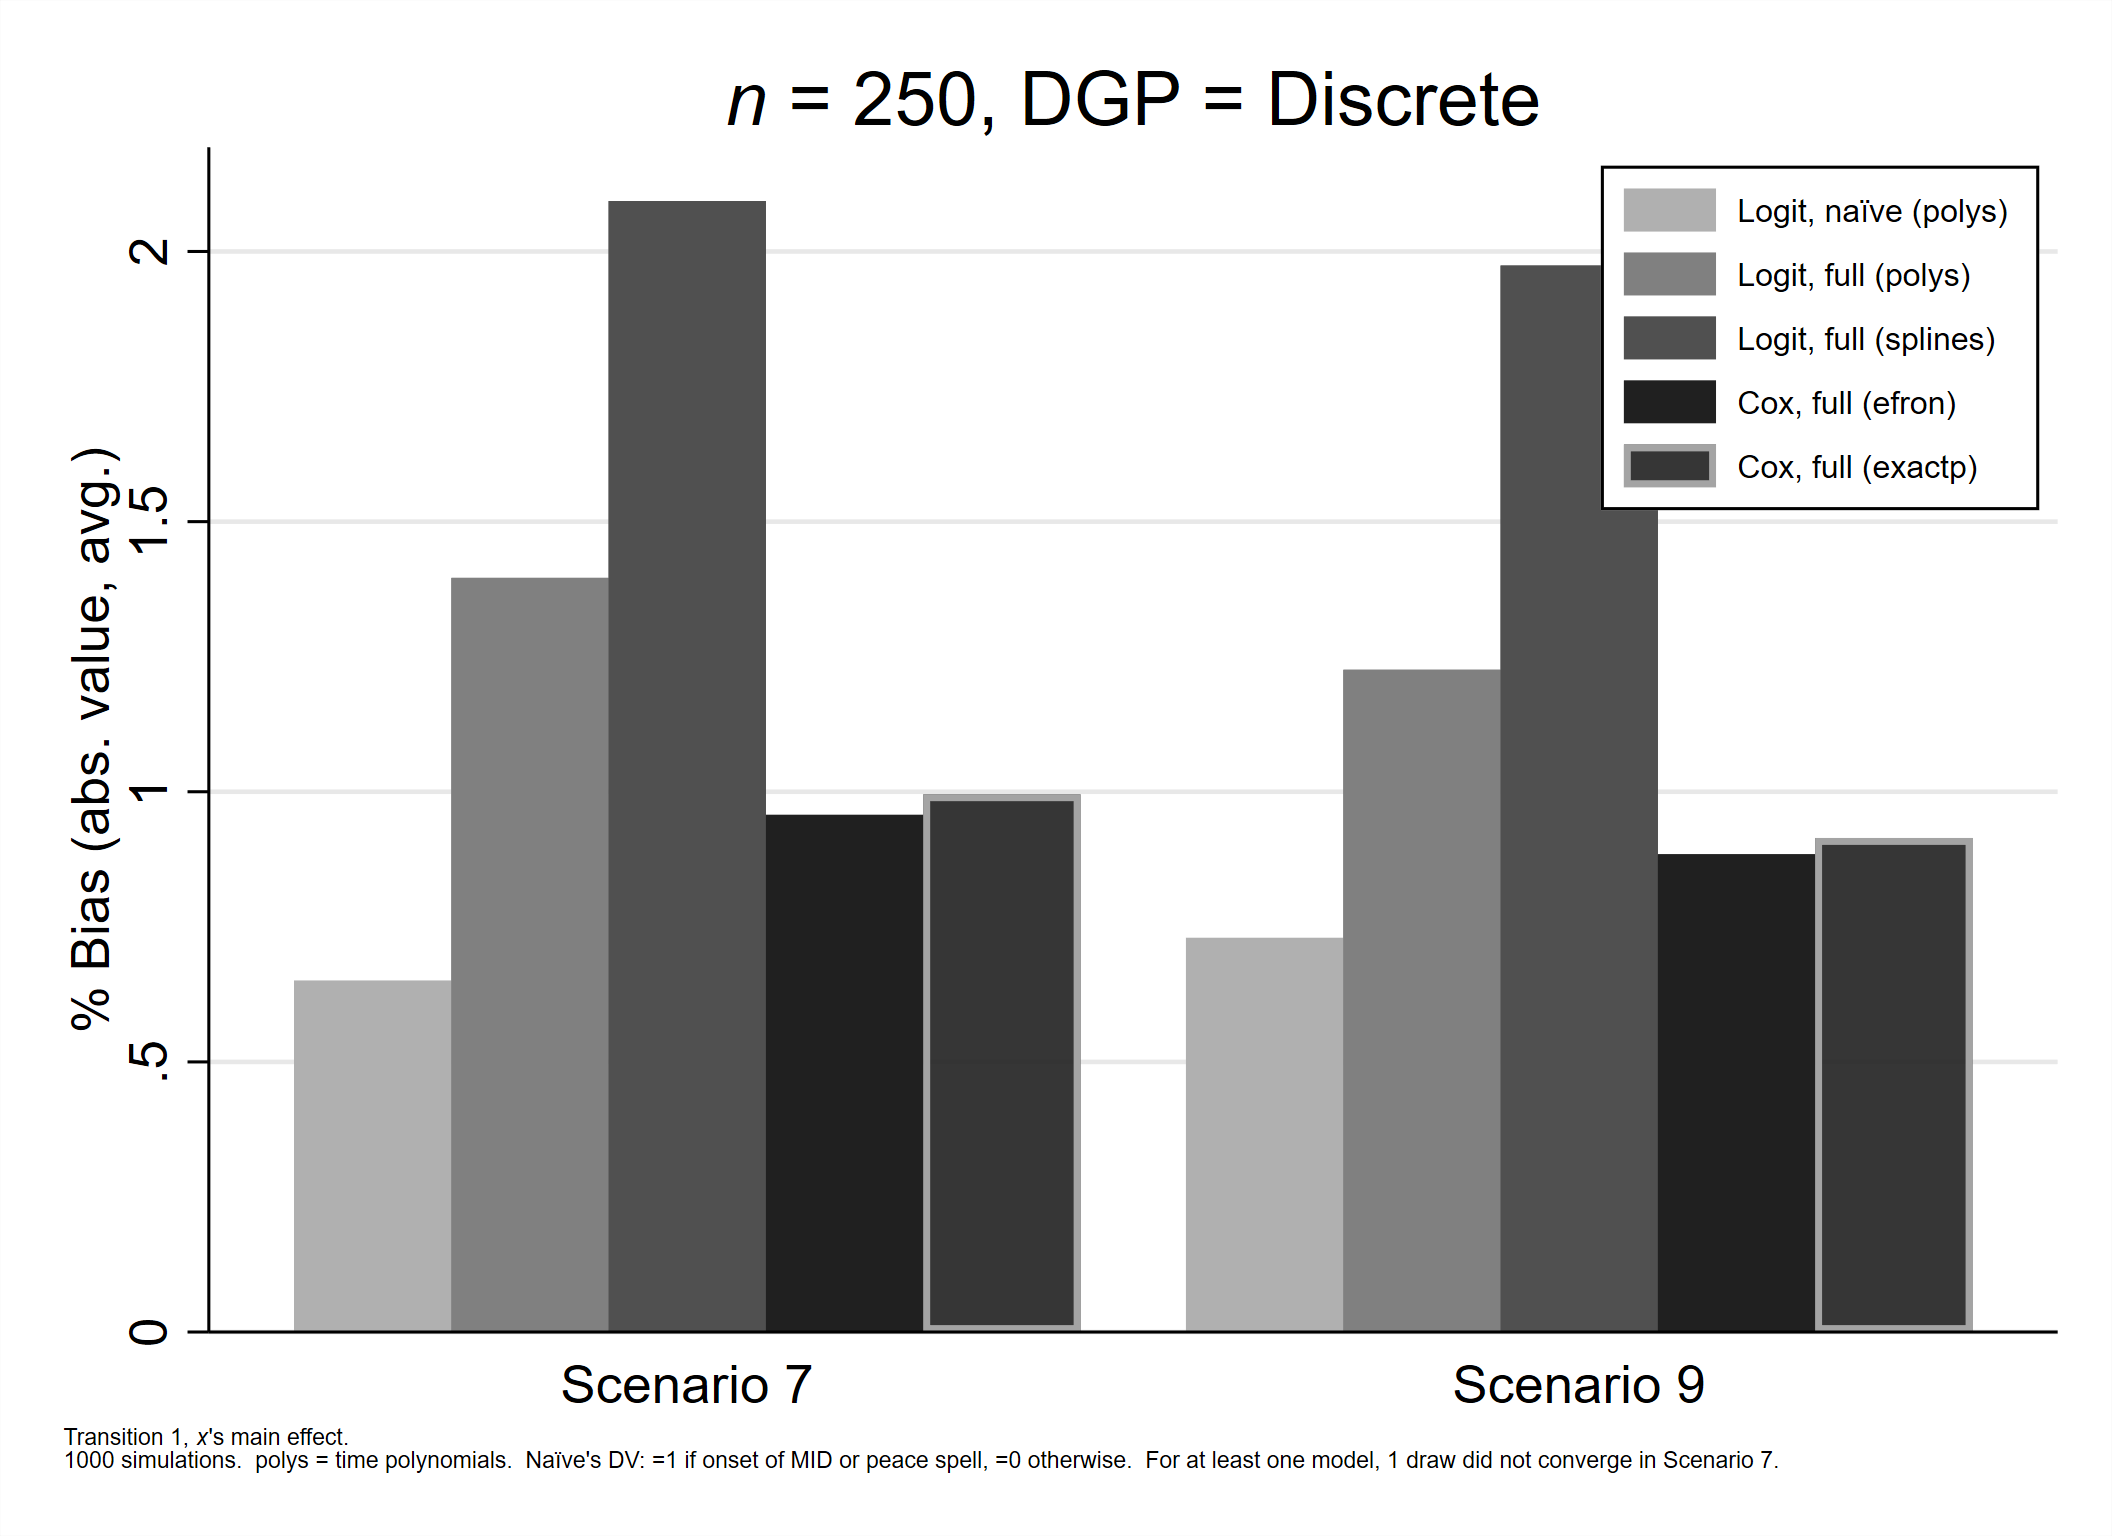 n = 250, DGP = Discrete
% Bias (abs. value, avg.)
2
1.5
1
.5
0
Logit, naïve (polys)
Logit, full (polys)
Logit, full (splines)
Cox, full (efron)
Cox, full (exactp)
Scenario 7
Scenario 9
Transition 1, x's main effect.
1000 simulations.  polys = time polynomials.  Naïve's DV: =1 if onset of MID or peace spell, =0 otherwise.  For at least one model, 1 draw did not converge in Scenario 7.